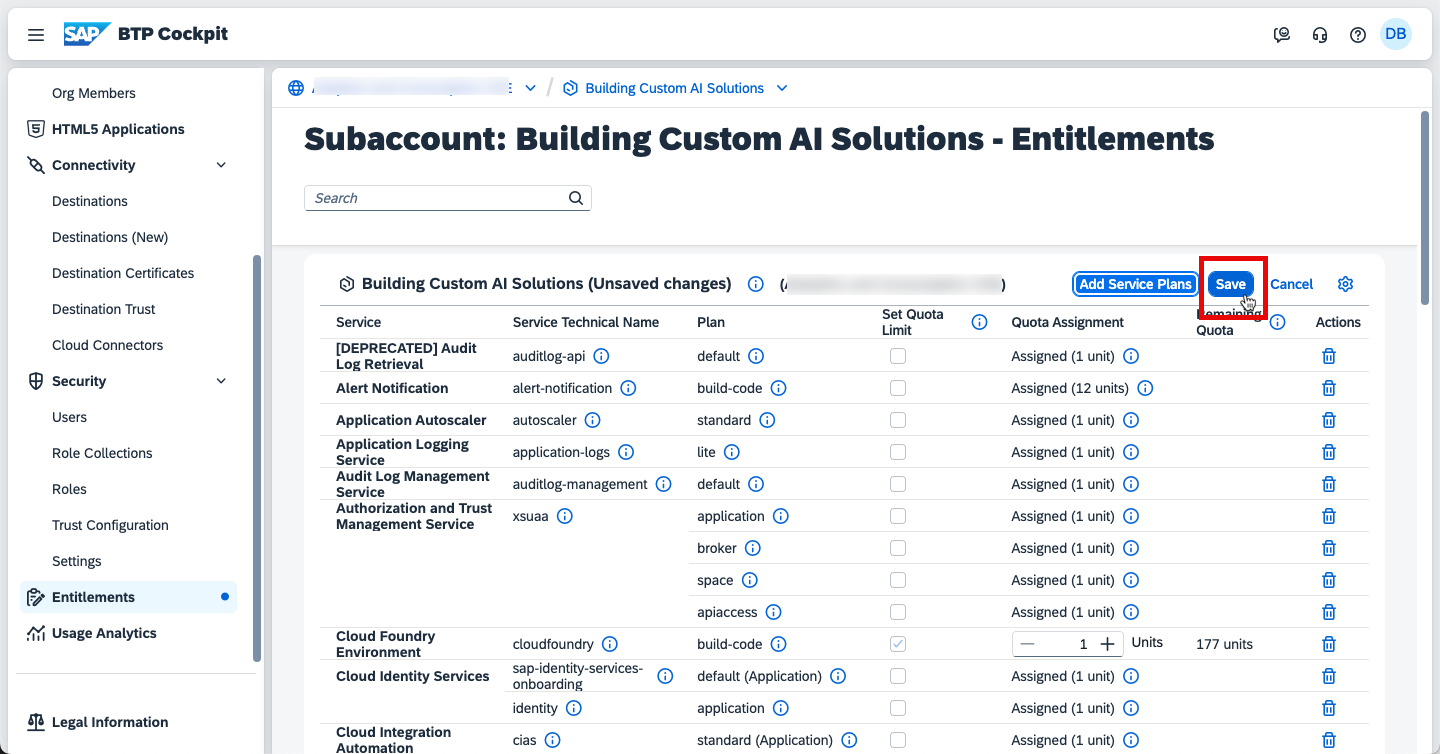 SAP BTP Cockpit
DB
Org Members
HTML5 Applications
Connectivity
Destinations
Destinations (New)
Destination Certificates
Destination Trust
Cloud Connectors
Security
Users
Role Collections
Roles
Trust Configuration
Settings
Entitlements
Usage Analytics
Legal Information
/ Building Custom AI Solutions
Subaccount: Building Custom AI Solutions - Entitlements
Search
Building Custom AI Solutions (Unsaved changes)
Add Service Plans Save Cancel
Service Service Technical Name Plan Set Quota Limit Quota Assignment Remaining Quota Actions
[DEPRECATED] Audit Log Retrieval auditlog-api default Assigned (1 unit)
Alert Notification alert-notification build-code Assigned (12 units)
Application Autoscaler autoscaler standard Assigned (1 unit)
Application Logging Service application-logs lite Assigned (1 unit)
Audit Log Management Service auditlog-management default Assigned (1 unit)
Authorization and Trust Management Service xsuaa application Assigned (1 unit)
broker Assigned (1 unit)
space Assigned (1 unit)
apiaccess Assigned (1 unit)
Cloud Foundry Environment cloudfoundry build-code 1 Units 177 units
Cloud Identity Services sap-identity-services-onboarding default (Application) Assigned (1 unit)
identity application Assigned (1 unit)
Cloud Integration Automation cias standard (Application) Assigned (1 unit)